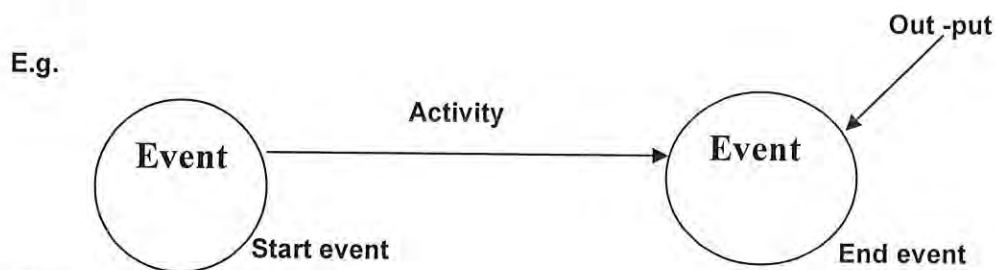 Out -put
E.g.
Activity
Event
Event
Start event
End event